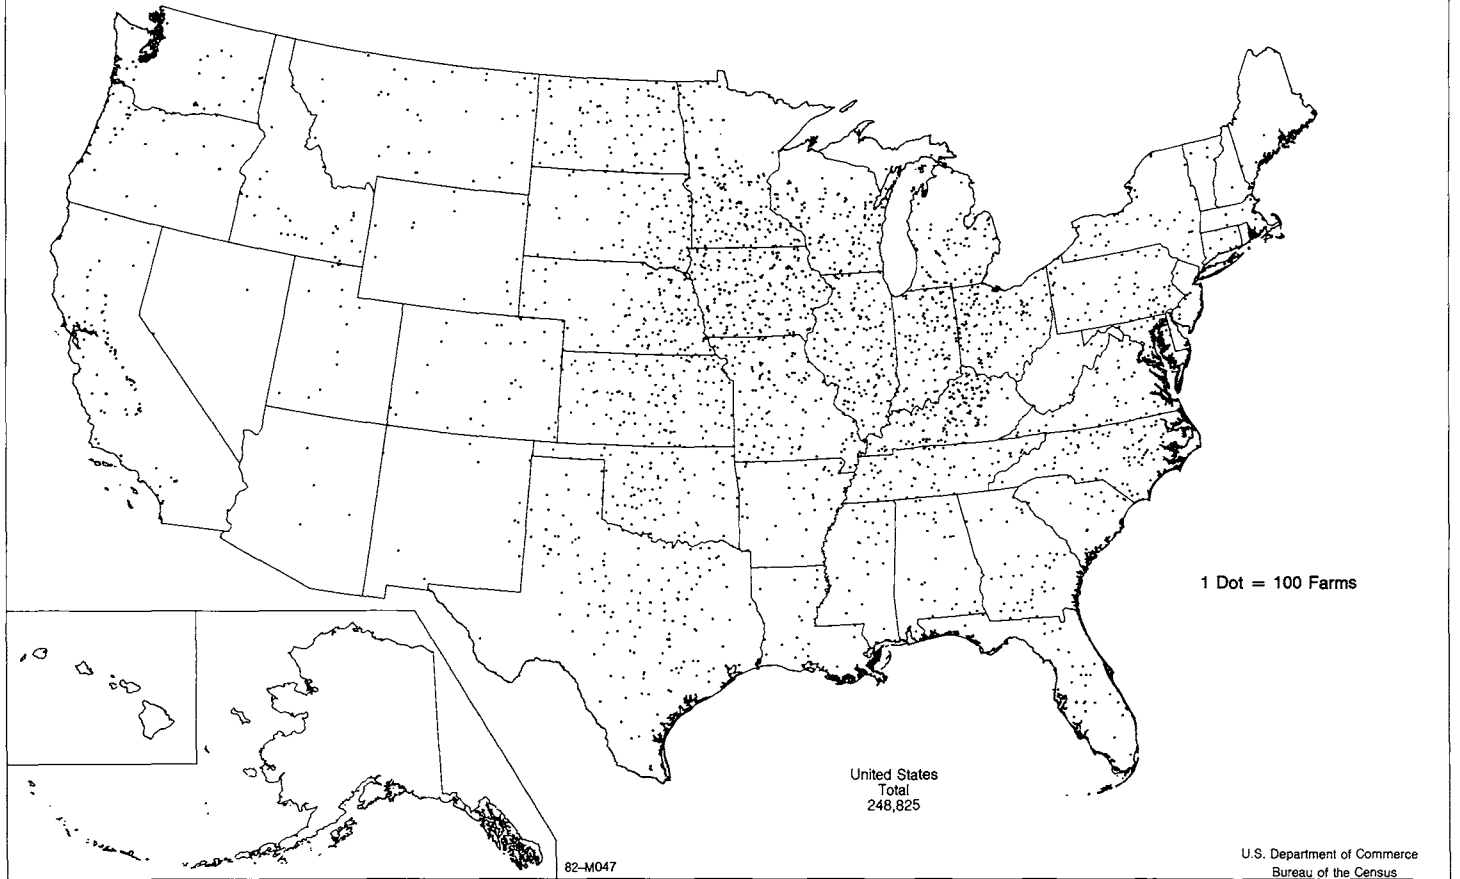 1 Dot = 100 Farms
United States
Total
248,825
82–M047
U.S. Department of Commerce
Bureau of the Census